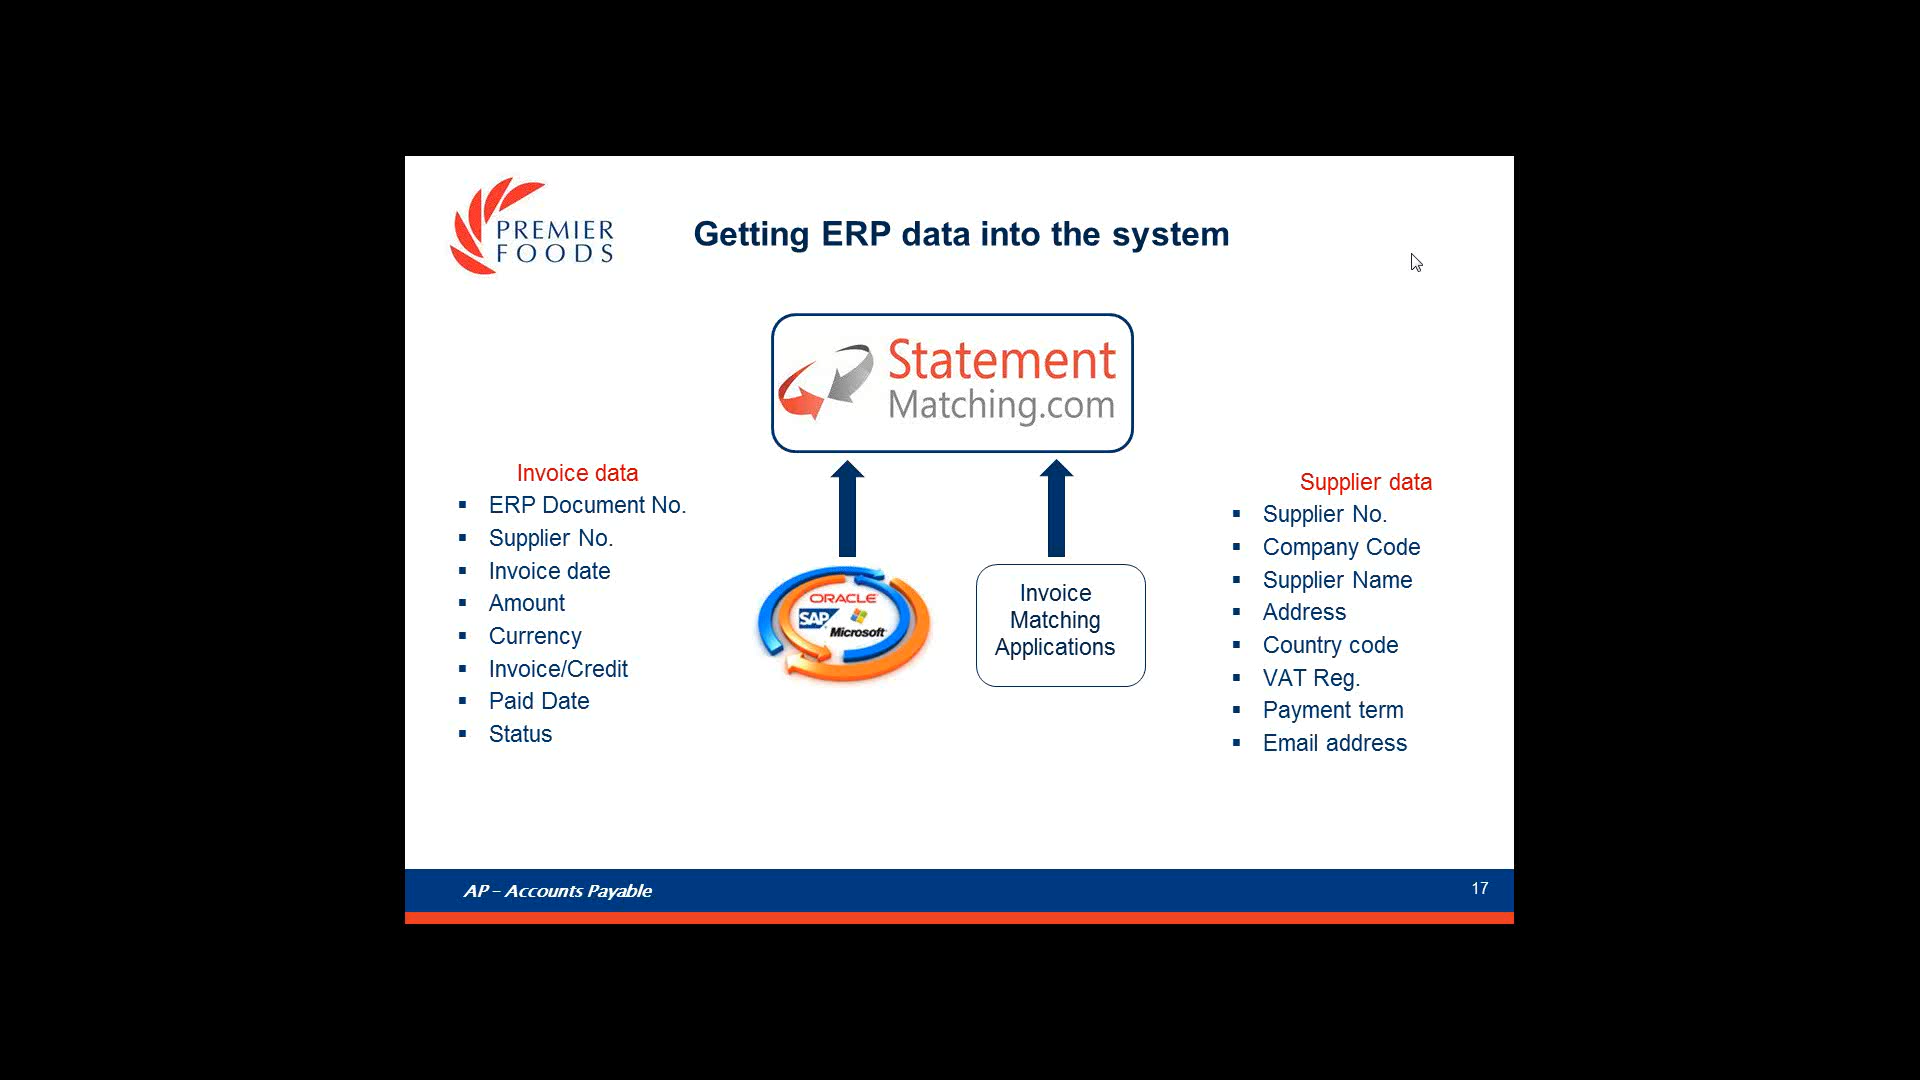 PREMIER
FOODS
Getting ERP data into the system
Statement
Matching.com
Invoice data
▪ ERP Document No.
▪ Supplier No.
▪ Invoice date
▪ Amount
▪ Currency
▪ Invoice/Credit
▪ Paid Date
▪ Status
ORACLE
SAP
Microsoft
Invoice
Matching
Applications
Supplier data
▪ Supplier No.
▪ Company Code
▪ Supplier Name
▪ Address
▪ Country code
▪ VAT Reg.
▪ Payment term
▪ Email address
AP – Accounts Payable
17